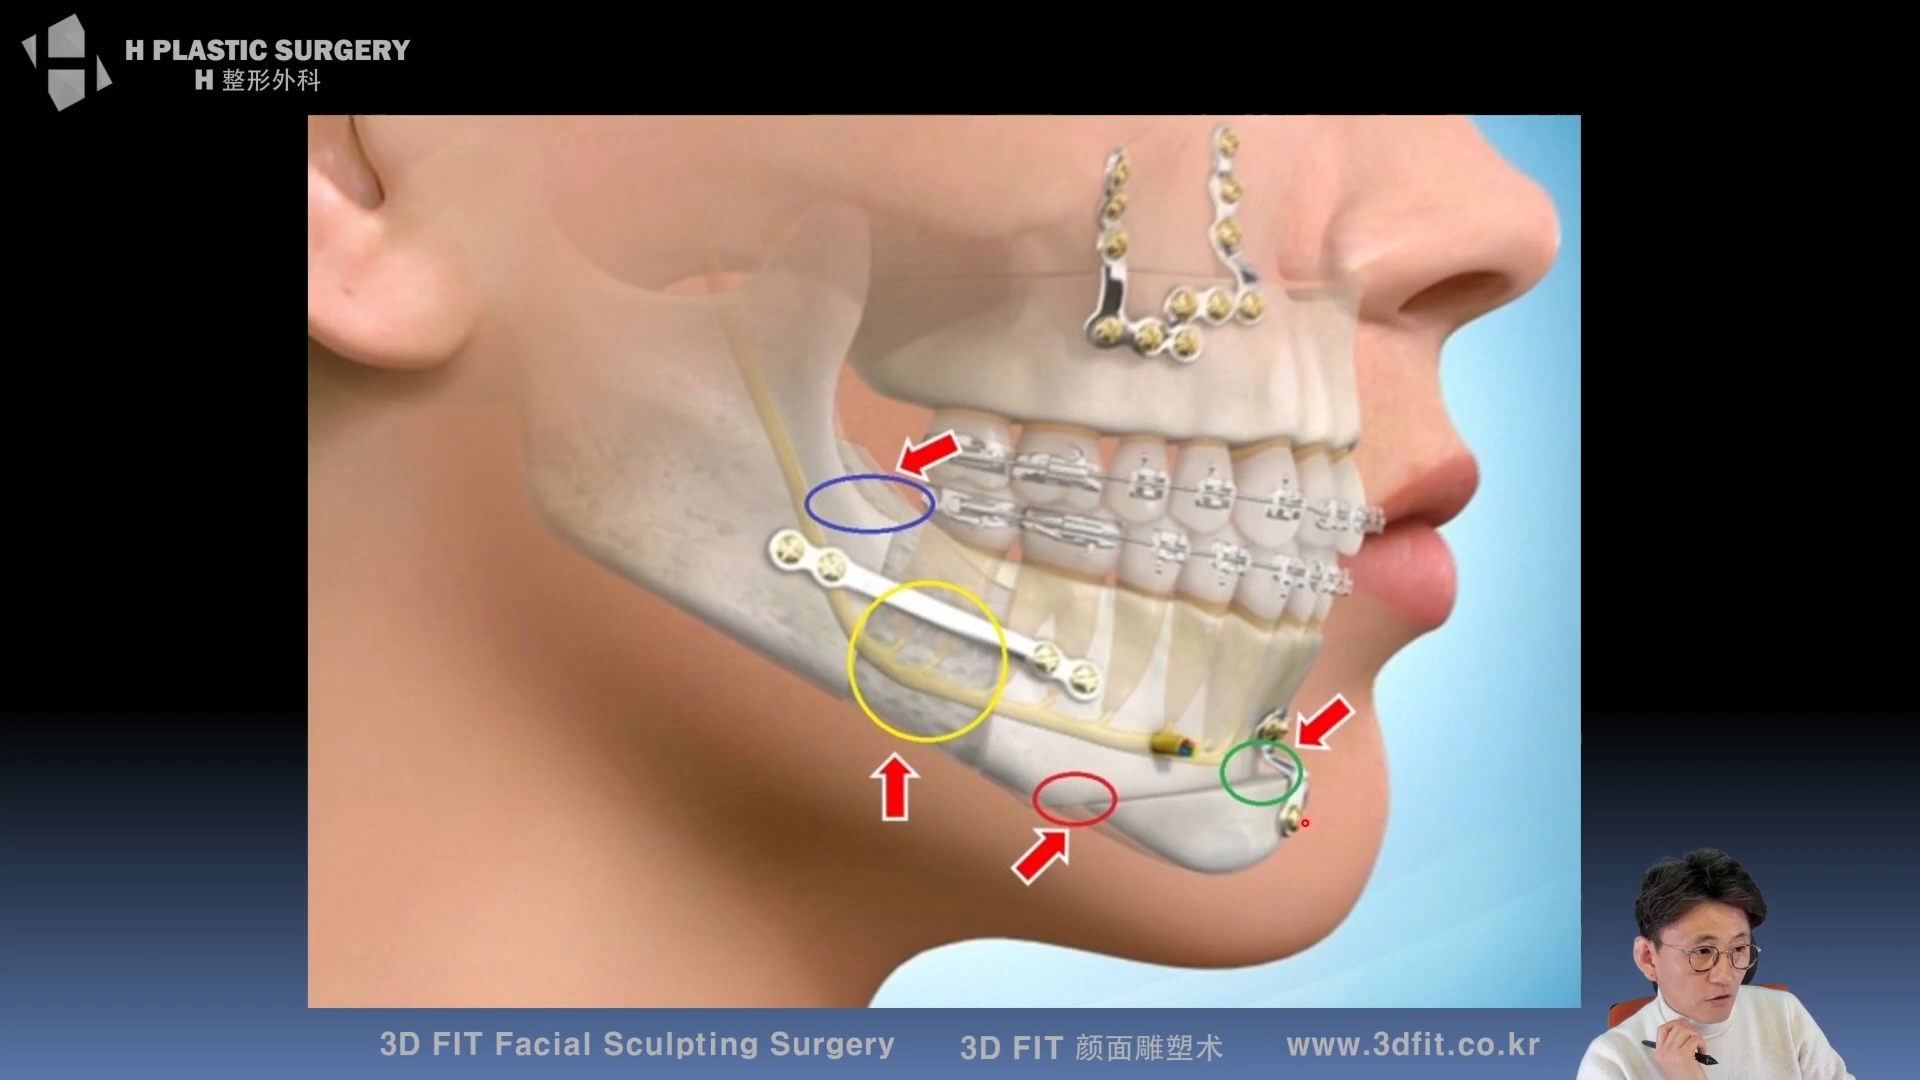 H PLASTIC SURGERY
H 整形外科
3D FIT Facial Sculpting Surgery
3D FIT 颜面雕塑术
www.3dfit.co.kr